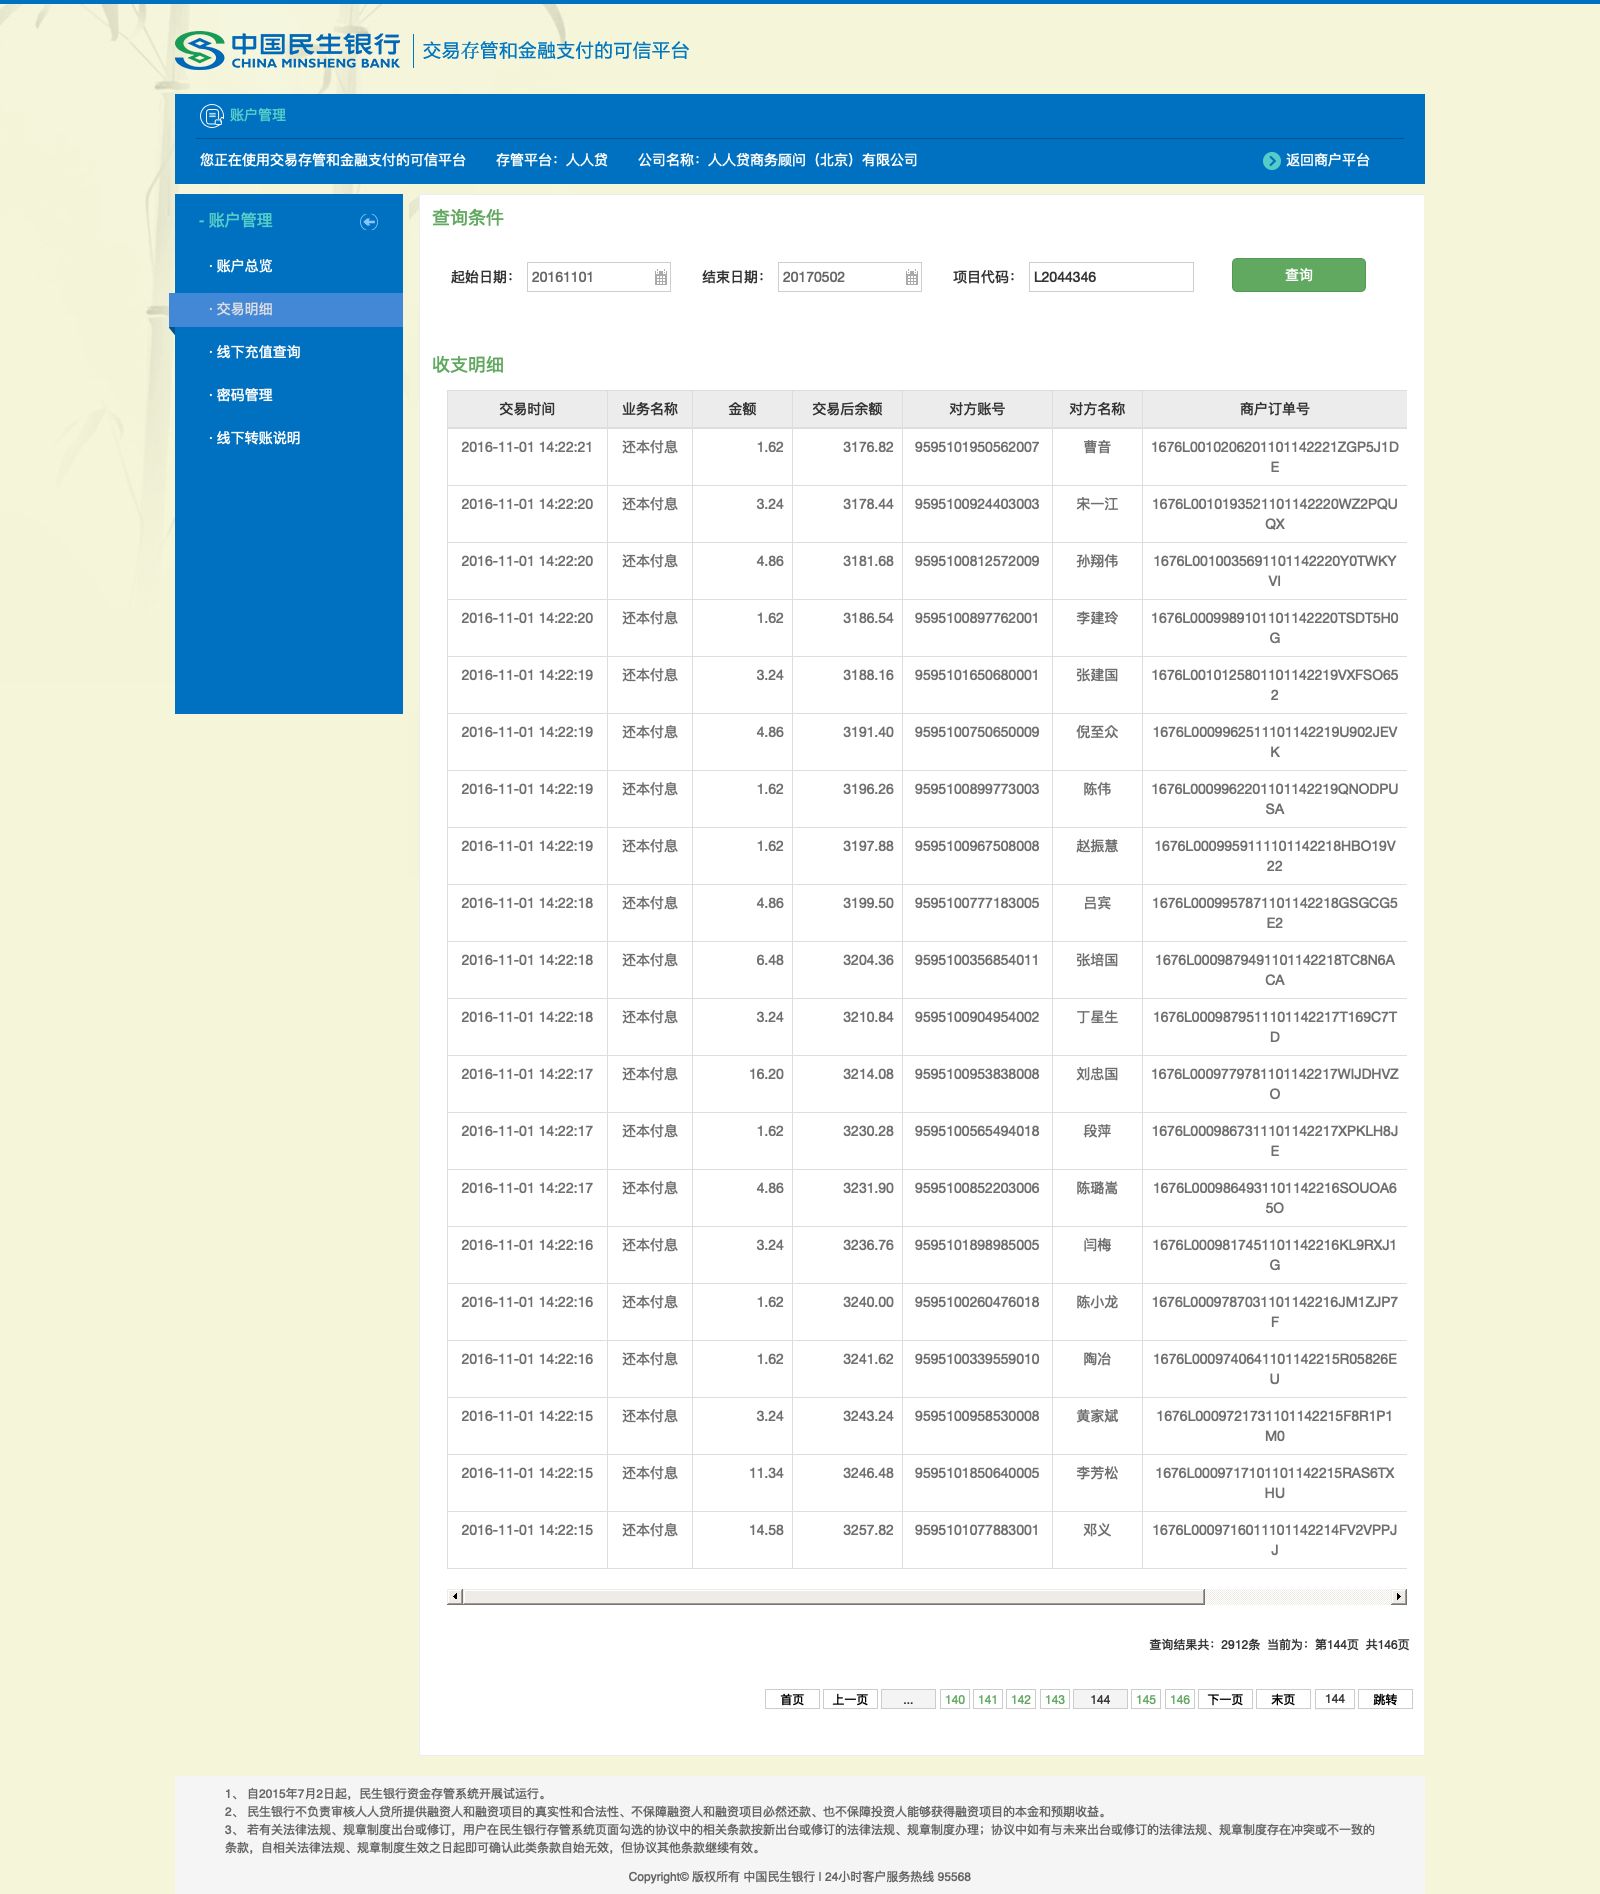 中国民生银行
CHINA MINSHENG BANK
交易存管和金融支付的可信平台
账户管理
您正在使用交易存管和金融支付的可信平台 存管平台：人人贷 公司名称：人人贷商务顾问（北京）有限公司 返回商户平台
- 账户管理
· 账户总览
· 交易明细
· 线下充值查询
· 密码管理
· 线下转账说明
查询条件
起始日期： 20161101 结束日期： 20170502 项目代码： L2044346 查询
收支明细
交易时间 业务名称 金额 交易后余额 对方账号 对方名称 商户订单号
2016-11-01 14:22:21 还本付息 1.62 3176.82 9595101950562007 曹音 1676L0010206201101142221ZGP5J1D
E
2016-11-01 14:22:20 还本付息 3.24 3178.44 9595100924403003 宋一江 1676L0010193521101142220WZ2PQU
QX
2016-11-01 14:22:20 还本付息 4.86 3181.68 9595100812572009 孙翔伟 1676L0010035691101142220Y0TWKY
VI
2016-11-01 14:22:20 还本付息 1.62 3186.54 9595100897762001 李建玲 1676L0009989101101142220TSDT5H0
G
2016-11-01 14:22:19 还本付息 3.24 3188.16 9595101650680001 张建国 1676L0010125801101142219VXFSO65
2
2016-11-01 14:22:19 还本付息 4.86 3191.40 9595100750650009 倪至众 1676L0009962511101142219U902JEV
K
2016-11-01 14:22:19 还本付息 1.62 3196.26 9595100899773003 陈伟 1676L0009962201101142219QNODPU
SA
2016-11-01 14:22:19 还本付息 1.62 3197.88 9595100967508008 赵振慧 1676L0009959111101142218HBO19V
22
2016-11-01 14:22:18 还本付息 4.86 3199.50 9595100777183005 吕宾 1676L0009957871101142218GSGCG5
E2
2016-11-01 14:22:18 还本付息 6.48 3204.36 9595100356854011 张培国 1676L0009879491101142218TC8N6A
CA
2016-11-01 14:22:18 还本付息 3.24 3210.84 9595100904954002 丁星生 1676L0009879511101142217T169C7T
D
2016-11-01 14:22:17 还本付息 16.20 3214.08 9595100953838008 刘忠国 1676L0009779781101142217WIJDHVZ
O
2016-11-01 14:22:17 还本付息 1.62 3230.28 9595100565494018 段萍 1676L0009867311101142217XPKLH8J
E
2016-11-01 14:22:17 还本付息 4.86 3231.90 9595100852203006 陈璐嵩 1676L0009864931101142216SOUOA6
5O
2016-11-01 14:22:16 还本付息 3.24 3236.76 9595101898985005 闫梅 1676L0009817451101142216KL9RXJ1
G
2016-11-01 14:22:16 还本付息 1.62 3240.00 9595100260476018 陈小龙 1676L0009787031101142216JM1ZJP7
F
2016-11-01 14:22:16 还本付息 1.62 3241.62 9595100339559010 陶冶 1676L0009740641101142215R05826E
U
2016-11-01 14:22:15 还本付息 3.24 3243.24 9595100958530008 黄家斌 1676L0009721731101142215F8R1P1
M0
2016-11-01 14:22:15 还本付息 11.34 3246.48 9595101850640005 李芳松 1676L0009717101101142215RAS6TX
HU
2016-11-01 14:22:15 还本付息 14.58 3257.82 9595101077883001 邓义 1676L0009716011101142214FV2VPPJ
J
查询结果共：2912条 当前为：第144页 共146页
首页 上一页 ... 140 141 142 143 144 145 146 下一页 末页 144 跳转
1、 自2015年7月2日起，民生银行资金存管系统开展试运行。
2、 民生银行不负责审核人人贷所提供融资人和融资项目的真实性和合法性、不保障融资人和融资项目必然还款、也不保障投资人能够获得融资项目的本金和预期收益。
3、 若有关法律法规、规章制度出台或修订，用户在民生银行存管系统页面勾选的协议中的相关条款按新出台或修订的法律法规、规章制度办理；协议中如有与未来出台或修订的法律法规、规章制度存在冲突或不一致的
条款，自相关法律法规、规章制度生效之日起即可确认此类条款自始无效，但协议其他条款继续有效。
Copyright© 版权所有 中国民生银行 | 24小时客户服务热线 95568